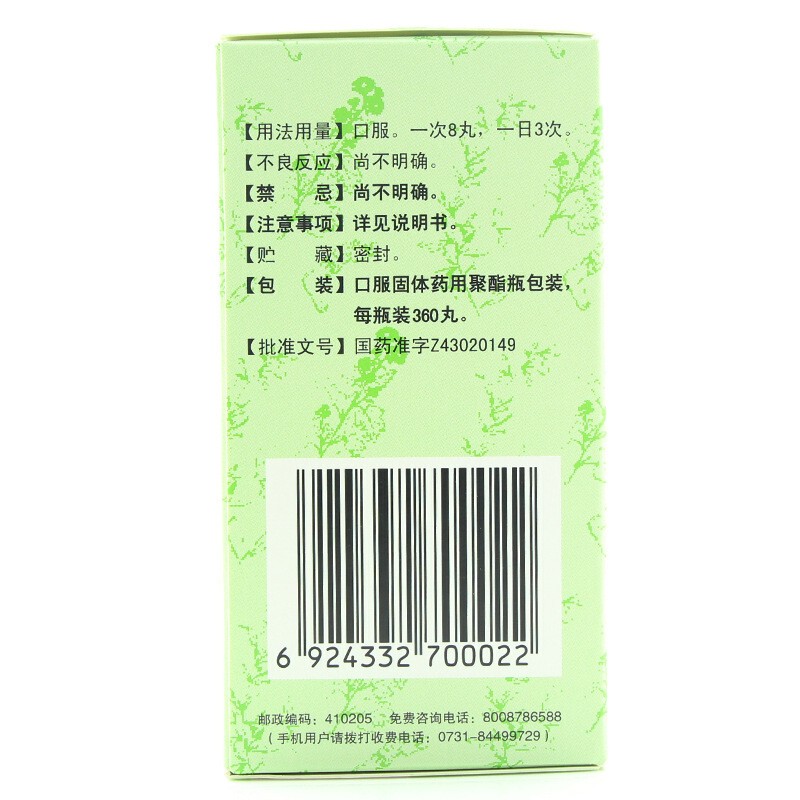 【用法用量】口服。一次8丸，一日3次。
【不良反应】尚不明确。
【禁　　忌】尚不明确。
【注意事项】详见说明书。
【贮　　藏】密封。
【包　　装】口服固体药用聚酯瓶包装，
每瓶装360丸。
【批准文号】国药准字Z43020149
6 924332 700022
邮政编码：410205　免费咨询电话：8008786588
（手机用户请拨打收费电话：0731-84499729）